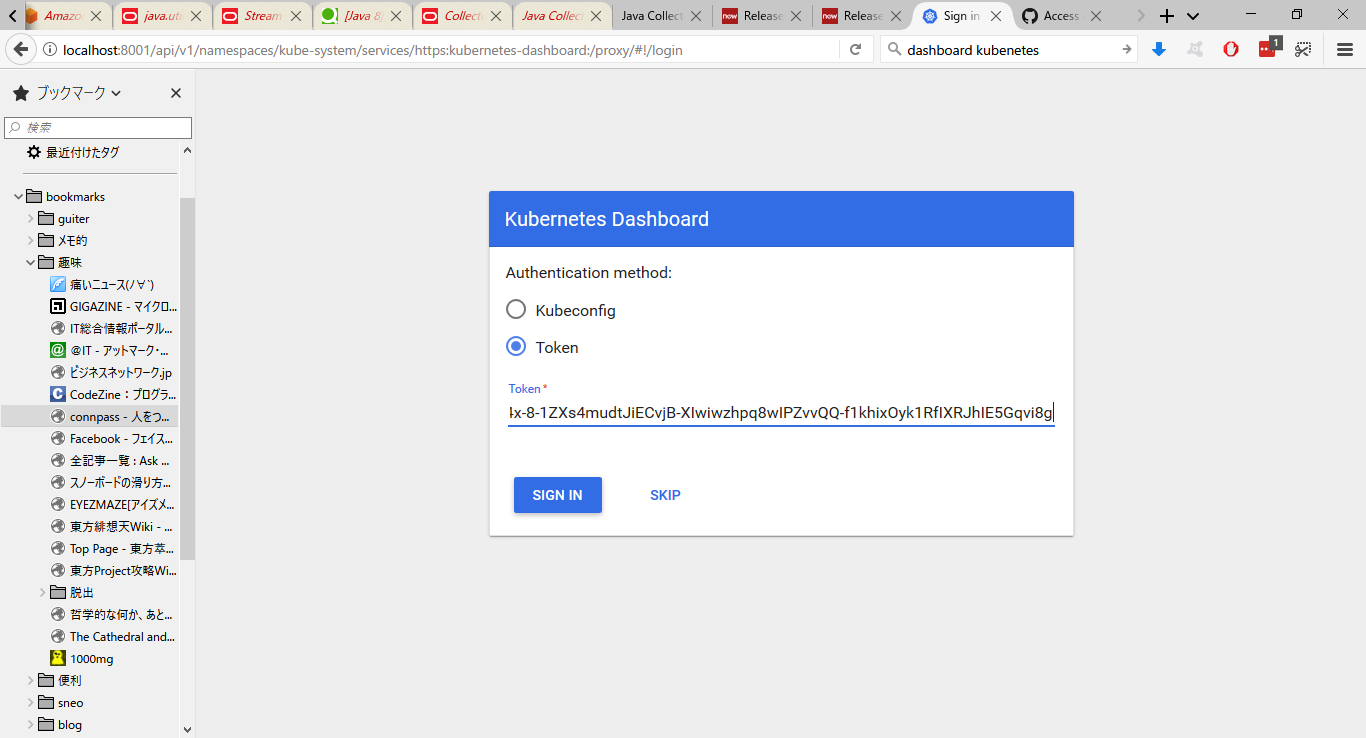 Amazo
java.uti
Stream
[Java 8]
Collecto
Java Collect
Java Collect
now Release
now Release
Sign in
Access
localhost:8001/api/v1/namespaces/kube-system/services/https:kubernetes-dashboard:/proxy/#!/login
dashboard kubenetes
1
ブックマーク
検索
最近付けたタグ
bookmarks
guiter
メモ的
趣味
痛いニュース(ﾉ∀`)
GIGAZINE - マイクロ...
IT総合情報ポータル...
@IT - アットマーク・...
ビジネスネットワーク.jp
CodeZine：プログラ...
connpass - 人をつ...
Facebook - フェイス...
全記事一覧 : Ask ...
スノーボードの滑り方...
EYEZMAZE[アイズメ...
東方緋想天Wiki - ...
Top Page - 東方萃...
東方Project攻略Wi...
脱出
哲学的な何か、あと...
The Cathedral and...
1000mg
便利
sneo
blog
Kubernetes Dashboard
Authentication method:
Kubeconfig
Token
Token *
4x-8-1ZXs4mudtJiECvjB-XIwiwzhpq8wIPZvvQQ-f1khixOyk1RfIXRJhIE5Gqvi8g
SIGN IN
SKIP